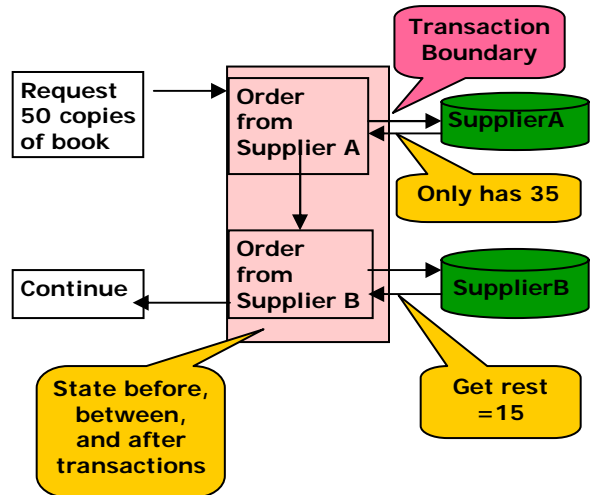 Transaction
Boundary
Request
50 copies
of book
Order
from
Supplier A
SupplierA
Only has 35
Order
from
Supplier B
SupplierB
Continue
State before,
between,
and after
transactions
Get rest
=15